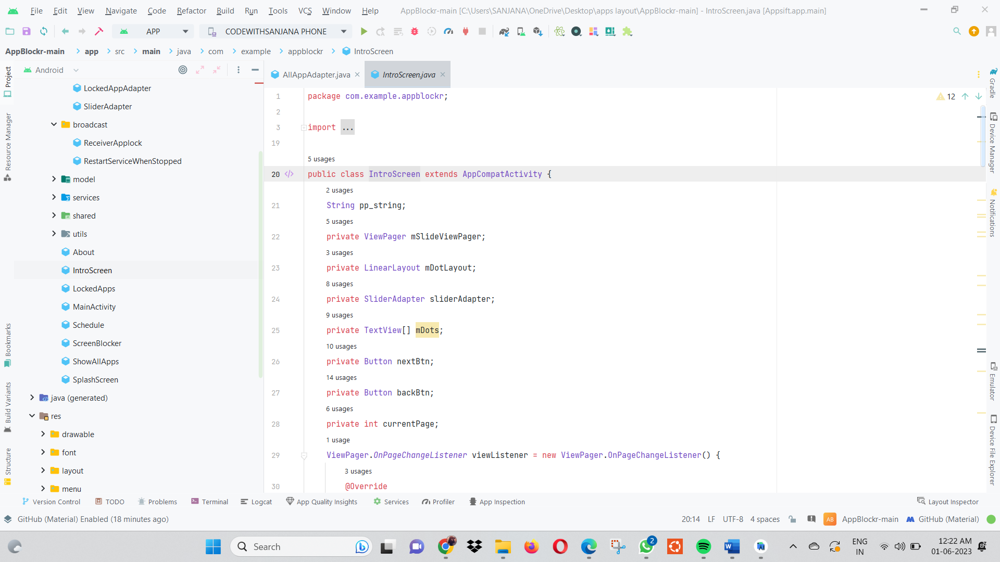 File Edit View Navigate Code Refactor Build Run Tools VCS Window Help AppBlockr-main [C:\Users\SANJANA\OneDrive\Desktop\apps layout\AppBlockr-main] - IntroScreen.java [Appsift.app.main]
APP CODEWITHSANJANA PHONE
AppBlockr-main app src main java com example appblockr IntroScreen
Project
Resource Manager
Bookmarks
Build Variants
Structure
Android
LockedAppAdapter
SliderAdapter
broadcast
ReceiverApplock
RestartServiceWhenStopped
model
services
shared
utils
About
IntroScreen
LockedApps
MainActivity
Schedule
ScreenBlocker
ShowAllApps
SplashScreen
java (generated)
res
drawable
font
layout
menu
AllAppAdapter.java IntroScreen.java
12
1 package com.example.appblockr;
2
3 import ...
19
5 usages
20 </> public class IntroScreen extends AppCompatActivity {
2 usages
21 String pp_string;
5 usages
22 private ViewPager mSlideViewPager;
3 usages
23 private LinearLayout mDotLayout;
8 usages
24 private SliderAdapter sliderAdapter;
9 usages
25 private TextView[] mDots;
10 usages
26 private Button nextBtn;
14 usages
27 private Button backBtn;
6 usages
28 private int currentPage;
1 usage
29 ViewPager.OnPageChangeListener viewListener = new ViewPager.OnPageChangeListener() {
3 usages
30 @Override
Gradle
Device Manager
Notifications
Emulator
Device File Explorer
Version Control TODO Problems Terminal Logcat App Quality Insights Services Profiler App Inspection Layout Inspector
GitHub (Material) Enabled (18 minutes ago) 20:14 LF UTF-8 4 spaces AB AppBlockr-main GitHub (Material)
Search 2 ENG
IN
12:22 AM
01-06-2023